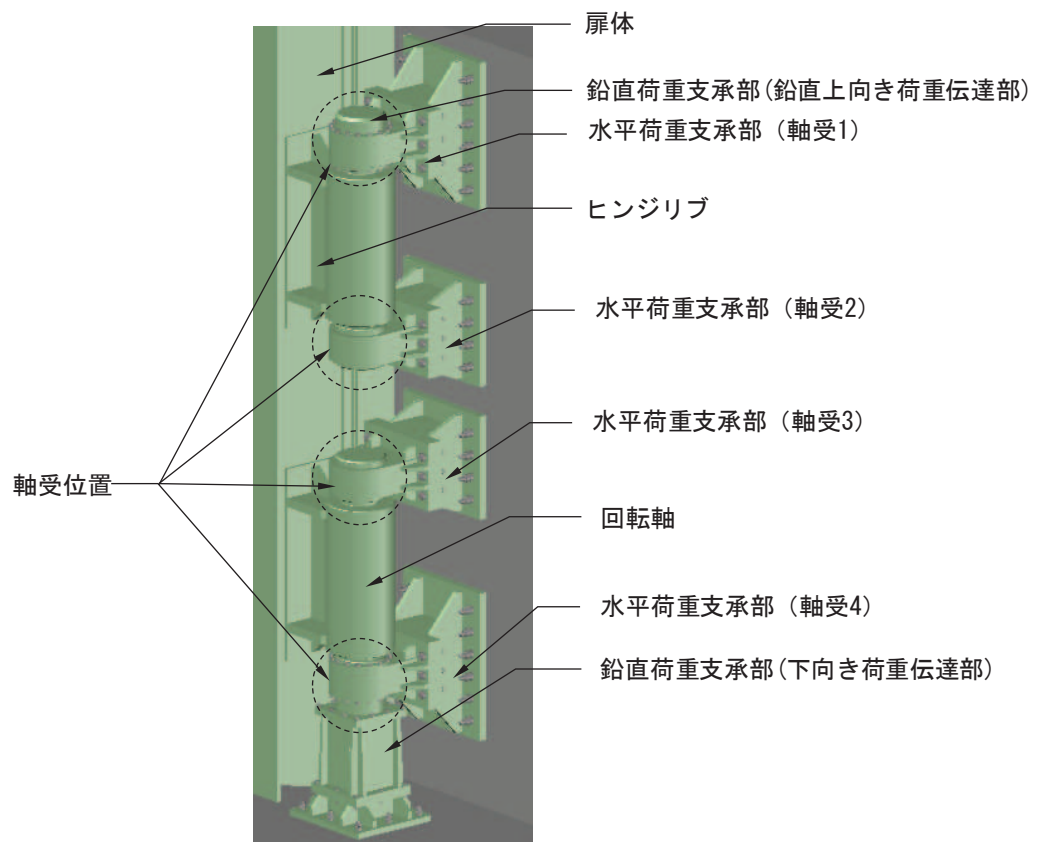 扉体
鉛直荷重支承部(鉛直上向き荷重伝達部)
水平荷重支承部（軸受1)
ヒンジリブ
水平荷重支承部（軸受2)
水平荷重支承部（軸受3)
軸受位置
回転軸
水平荷重支承部（軸受4)
鉛直荷重支承部(下向き荷重伝達部)